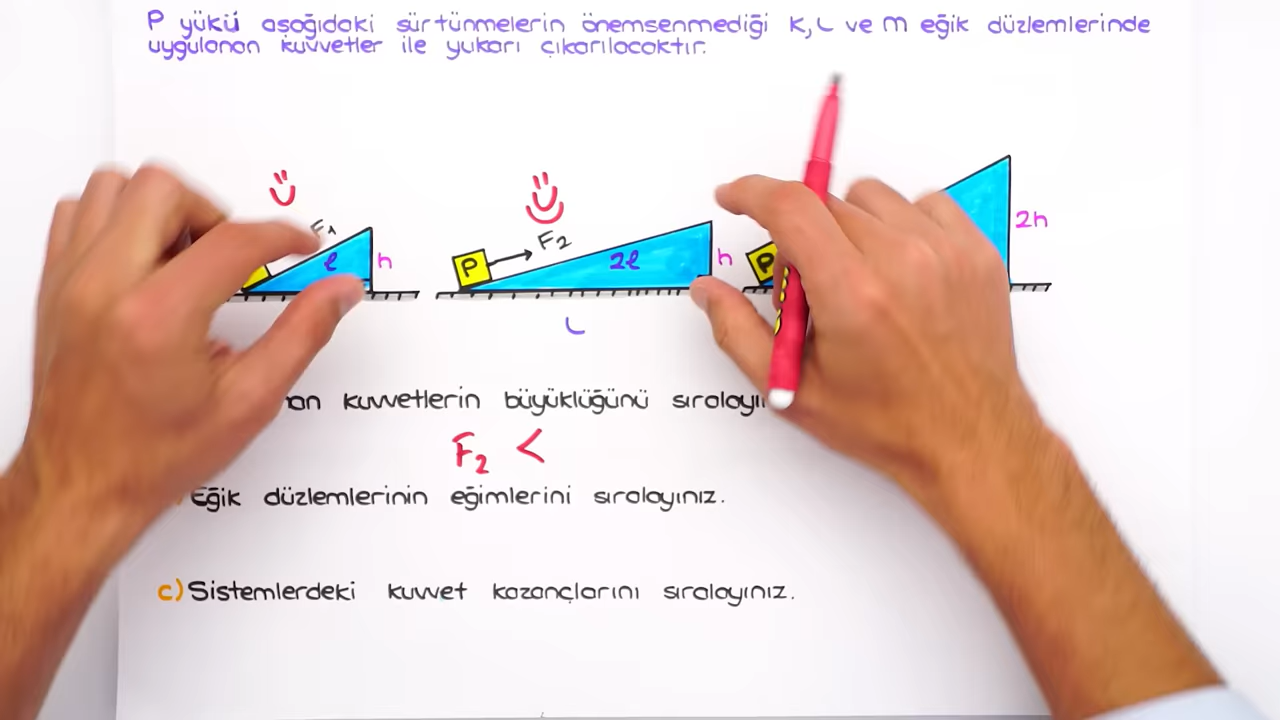 P yükü aşağıdaki sürtünmelerin önemsenmediği K, L ve M eğik düzlemlerinde
uygulanan kuvvetler ile yukarı çıkarılacaktır.
F₁ l h
P F₂ 2l h
P 2h
L
kuvvetlerin büyüklüğünü
F₂ <
Eğik düzlemlerinin eğimlerini sıralayınız.
c) Sistemlerdeki kuvvet kazançlarını sıralayınız.